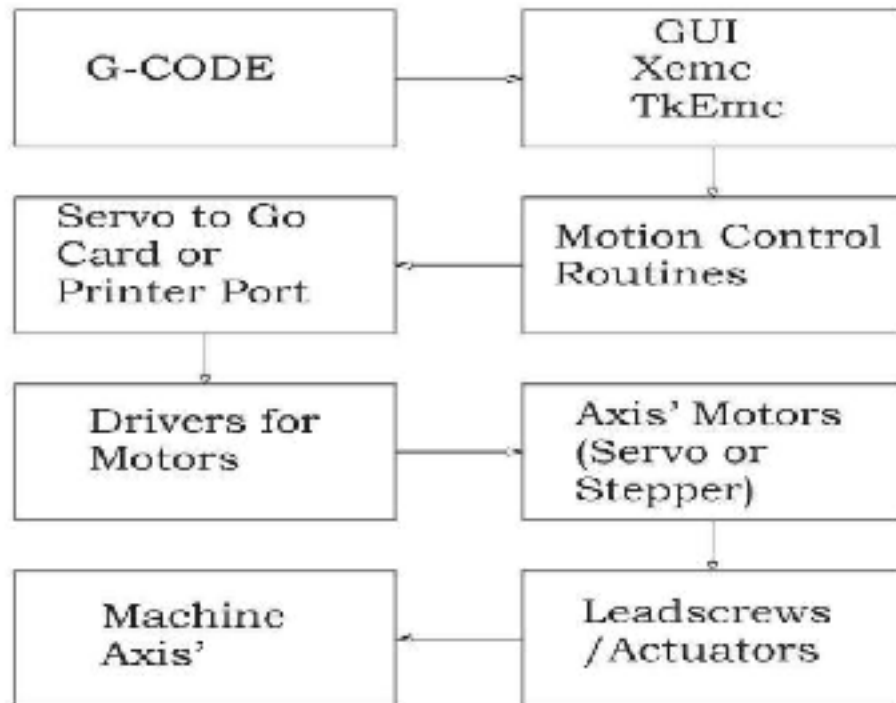 G-CODE
GUI
Xemc
TkEmc
Servo to Go
Card or
Printer Port
Motion Control
Routines
Drivers for
Motors
Axis' Motors
(Servo or
Stepper)
Machine
Axis'
Leadscrews
/Actuators